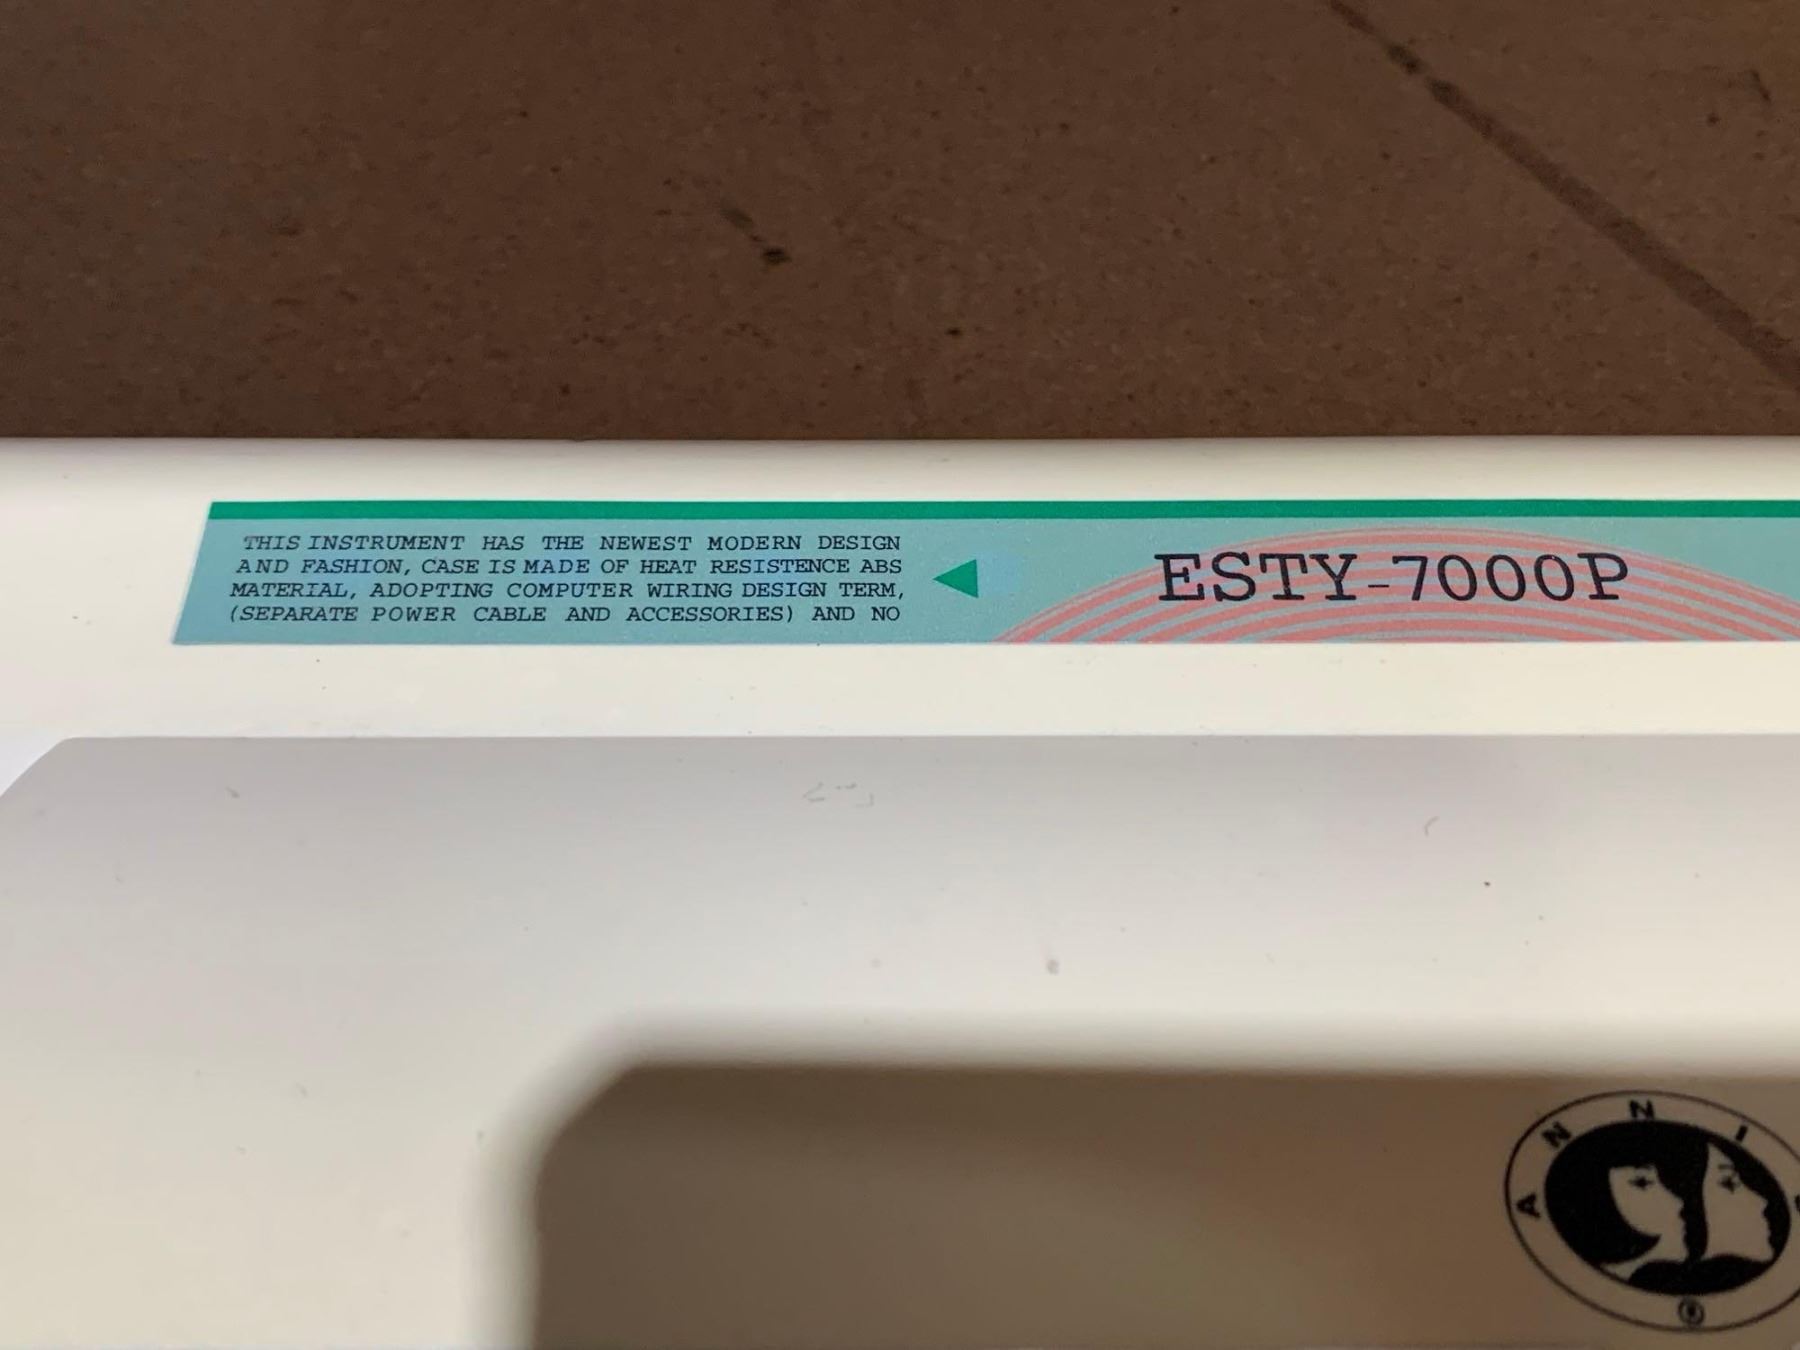 THIS INSTRUMENT HAS THE NEWEST MODERN DESIGN
AND FASHION, CASE IS MADE OF HEAT RESISTENCE ABS
MATERIAL, ADOPTING COMPUTER WIRING DESIGN TERM,
(SEPARATE POWER CABLE AND ACCESSORIES) AND NO
ESTY-7000P
A N N I
®